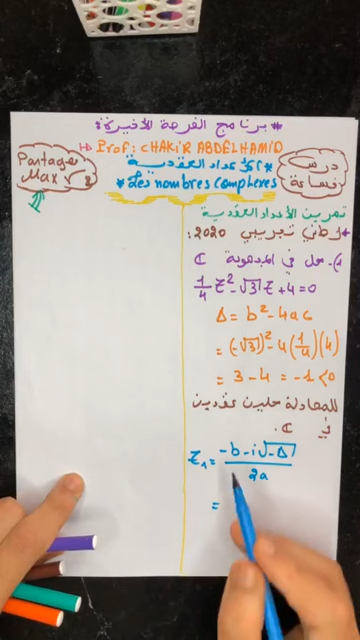 * برنامج الفرصة الأخيرة *
Prof: CHAKIR ABDELHAMID
* الأعداد العقدية *
* Les nombres complexes
Partage
Max
درس
فساعة
تمرين الأعداد العقدية
* وطني تجريبي 2020:
1)- حل في المجموعة ℂ
1/4 Z² - √3 Z + 4 = 0
Δ = b² - 4ac
= (-√3)² - 4(1/4)(4)
= 3 - 4 = -1 < 0
للمعادلة حلين عقديين
في ℂ.
Z₁ = (-b - i√-Δ) / 2a
=